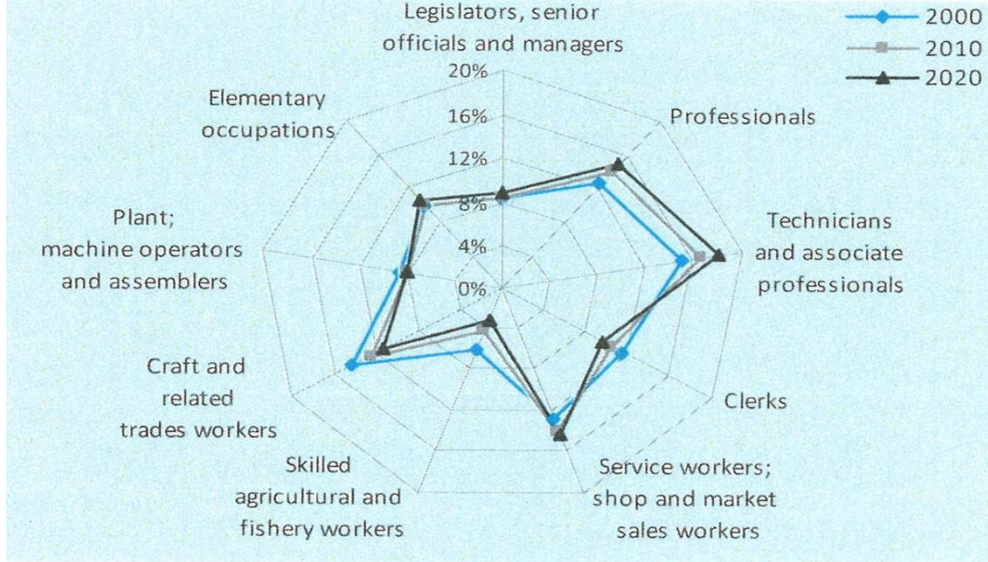 Legislators, senior
officials and managers
2000
2010
2020
20%
16%
12%
8%
4%
0%
Professionals
Technicians
and associate
professionals
Clerks
Service workers;
shop and market
sales workers
Skilled
agricultural and
fishery workers
Craft and
related
trades workers
Plant;
machine operators
and assemblers
Elementary
occupations